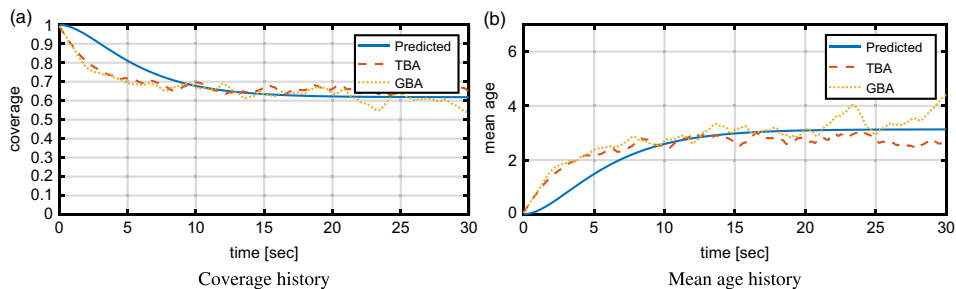 (a)
1
0.9
0.8
0.7
0.6
0.5
0.4
0.3
0.2
0.1
0
coverage
Predicted
TBA
GBA
0 5 10 15 20 25 30
time [sec]
Coverage history
(b)
6
4
2
0
mean age
Predicted
TBA
GBA
0 5 10 15 20 25 30
time [sec]
Mean age history